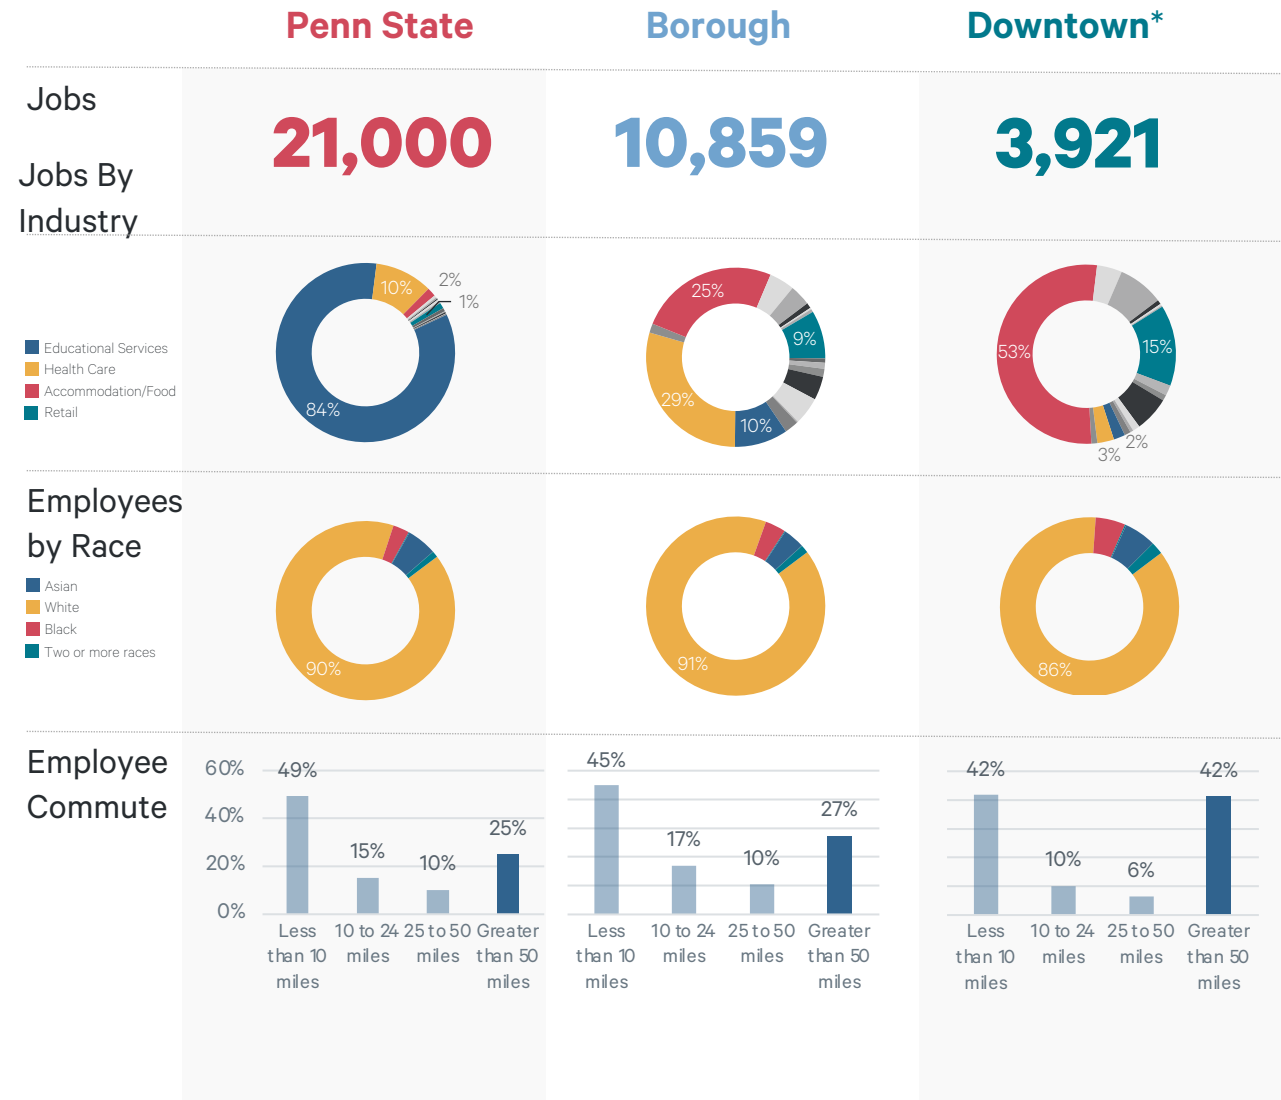 Penn State Borough Downtown*
Jobs
21,000 10,859 3,921
Jobs By
Industry
10% 2% 1% 84%
25% 9% 29% 10%
53% 15% 3% 2%
Educational Services
Health Care
Accommodation/Food
Retail
Employees
by Race
Asian
White
Black
Two or more races
90% 91% 86%
Employee
Commute
60% 49% 45% 42% 42%
40%
20% 15% 10% 25% 17% 10% 27% 10% 6%
0%
Less 10 to 24 25 to 50 Greater Less 10 to 24 25 to 50 Greater Less 10 to 24 25 to 50 Greater
than 10 miles miles than 50 than 10 miles miles than 50 than 10 miles miles than 50
miles miles miles miles miles miles